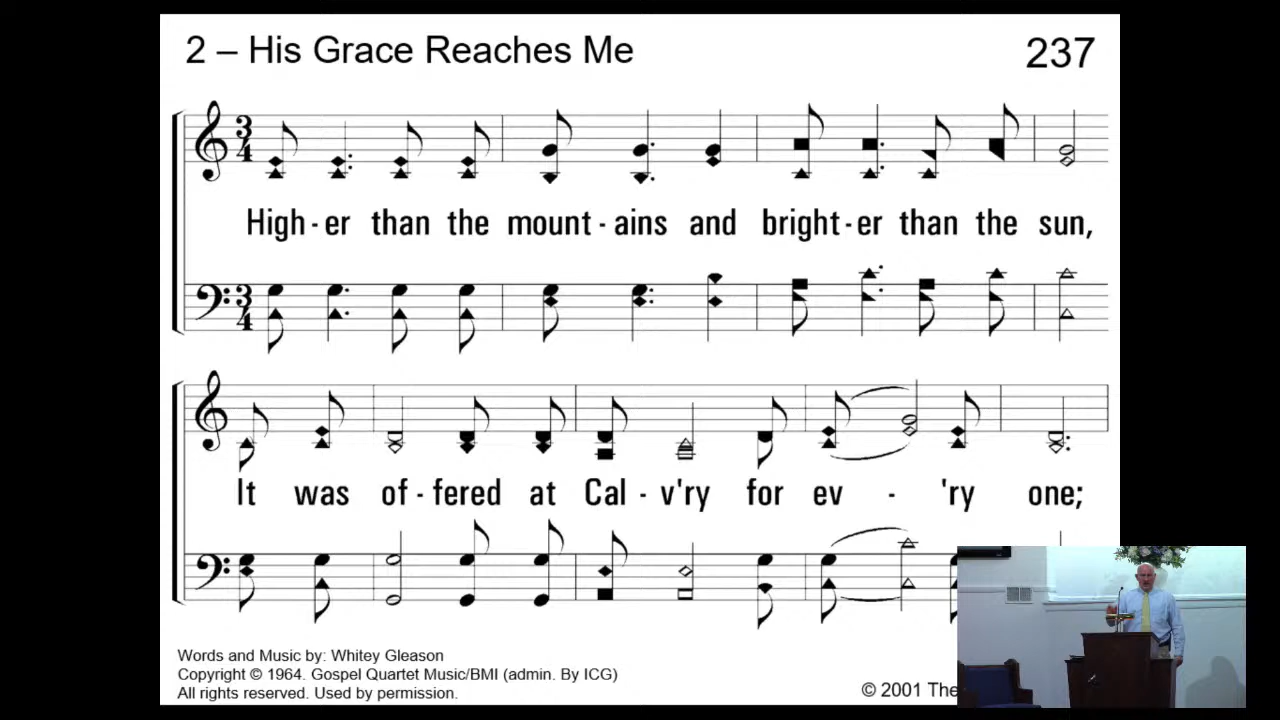 2 – His Grace Reaches Me
237
High - er than the mount - ains and bright - er than the sun,
It was of - fered at Cal - v'ry for ev - 'ry one;
Words and Music by: Whitey Gleason
Copyright © 1964. Gospel Quartet Music/BMI (admin. By ICG)
All rights reserved. Used by permission.
© 2001 The